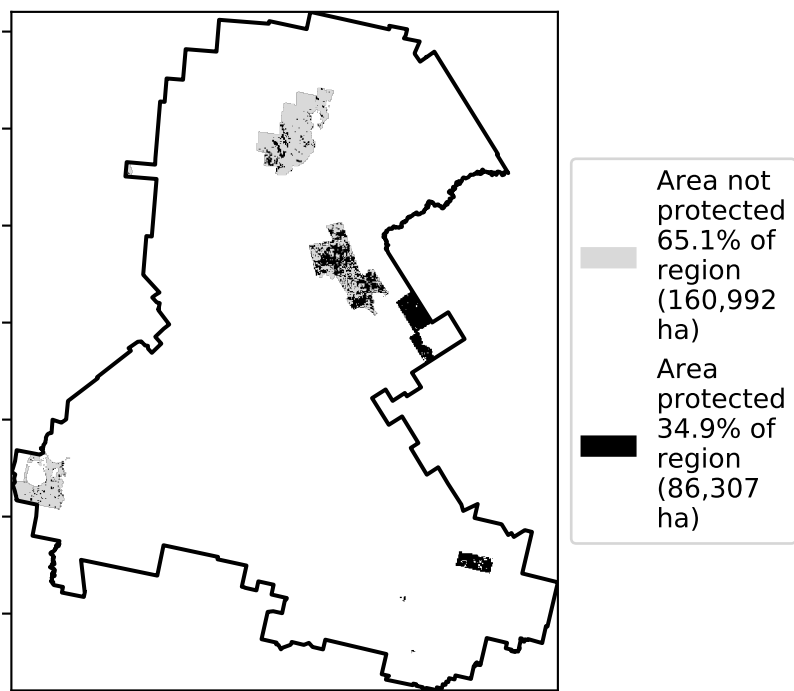 Area not
protected
65.1% of
region
(160,992
ha)
Area
protected
34.9% of
region
(86,307
ha)